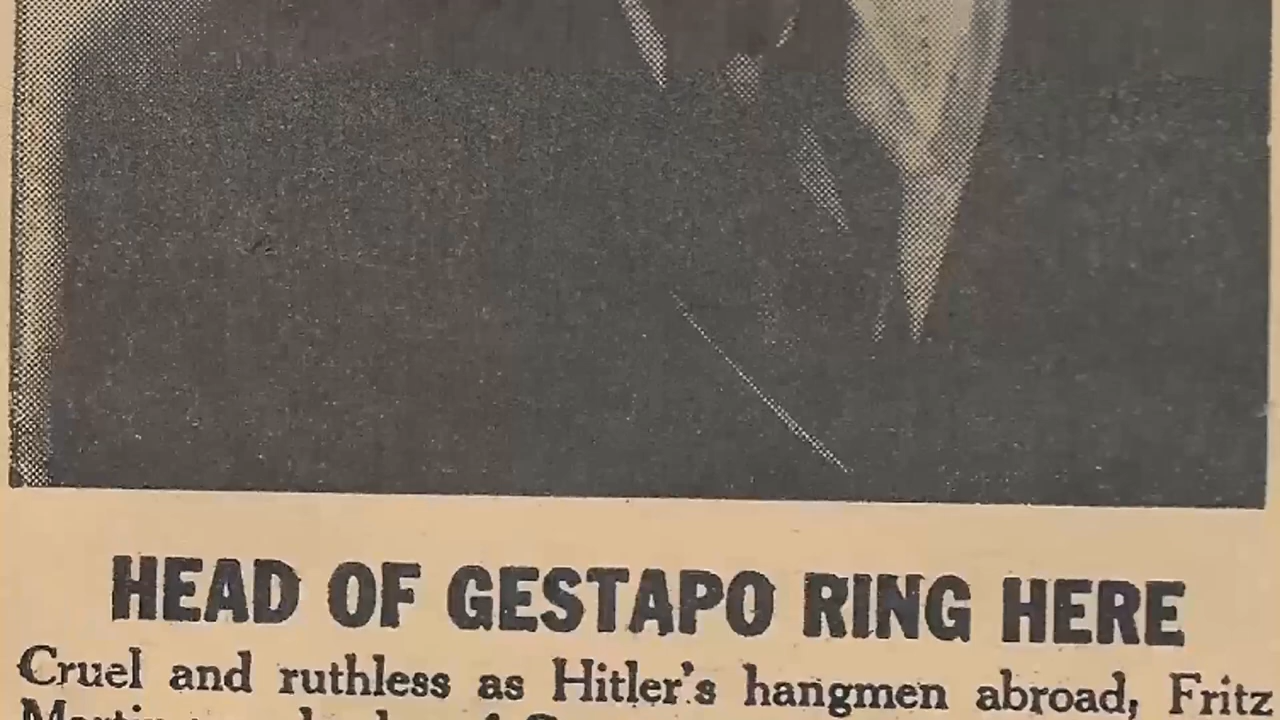 HEAD OF GESTAPO RING HERE
Cruel and ruthless as Hitler's hangmen abroad, Fritz